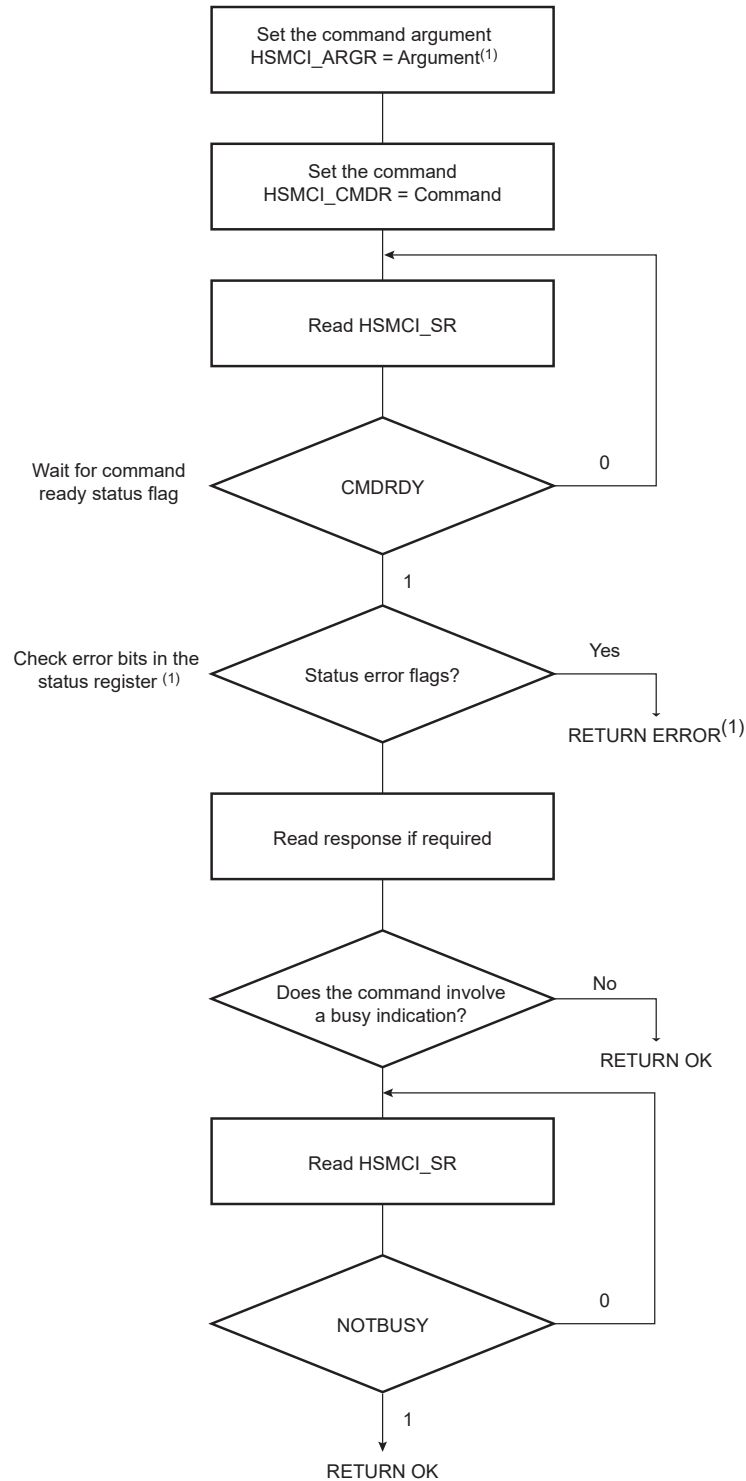 Set the command argument
HSMCI_ARGR = Argument(1)
Set the command
HSMCI_CMDR = Command
Read HSMCI_SR
Wait for command
ready status flag
CMDRDY
0
1
Check error bits in the
status register (1)
Status error flags?
Yes
RETURN ERROR(1)
Read response if required
Does the command involve
a busy indication?
No
RETURN OK
Read HSMCI_SR
NOTBUSY
0
1
RETURN OK